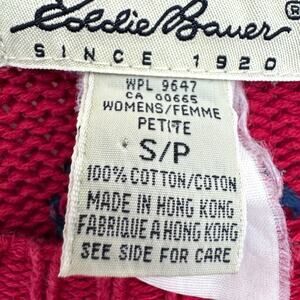 Eddie Bauer ®
SINCE 1920
WPL 9647
CA 00665
WOMENS/FEMME
PETITE
S/P
100% COTTON/COTON
MADE IN HONG KONG
FABRIQUE A HONG KONG
SEE SIDE FOR CARE